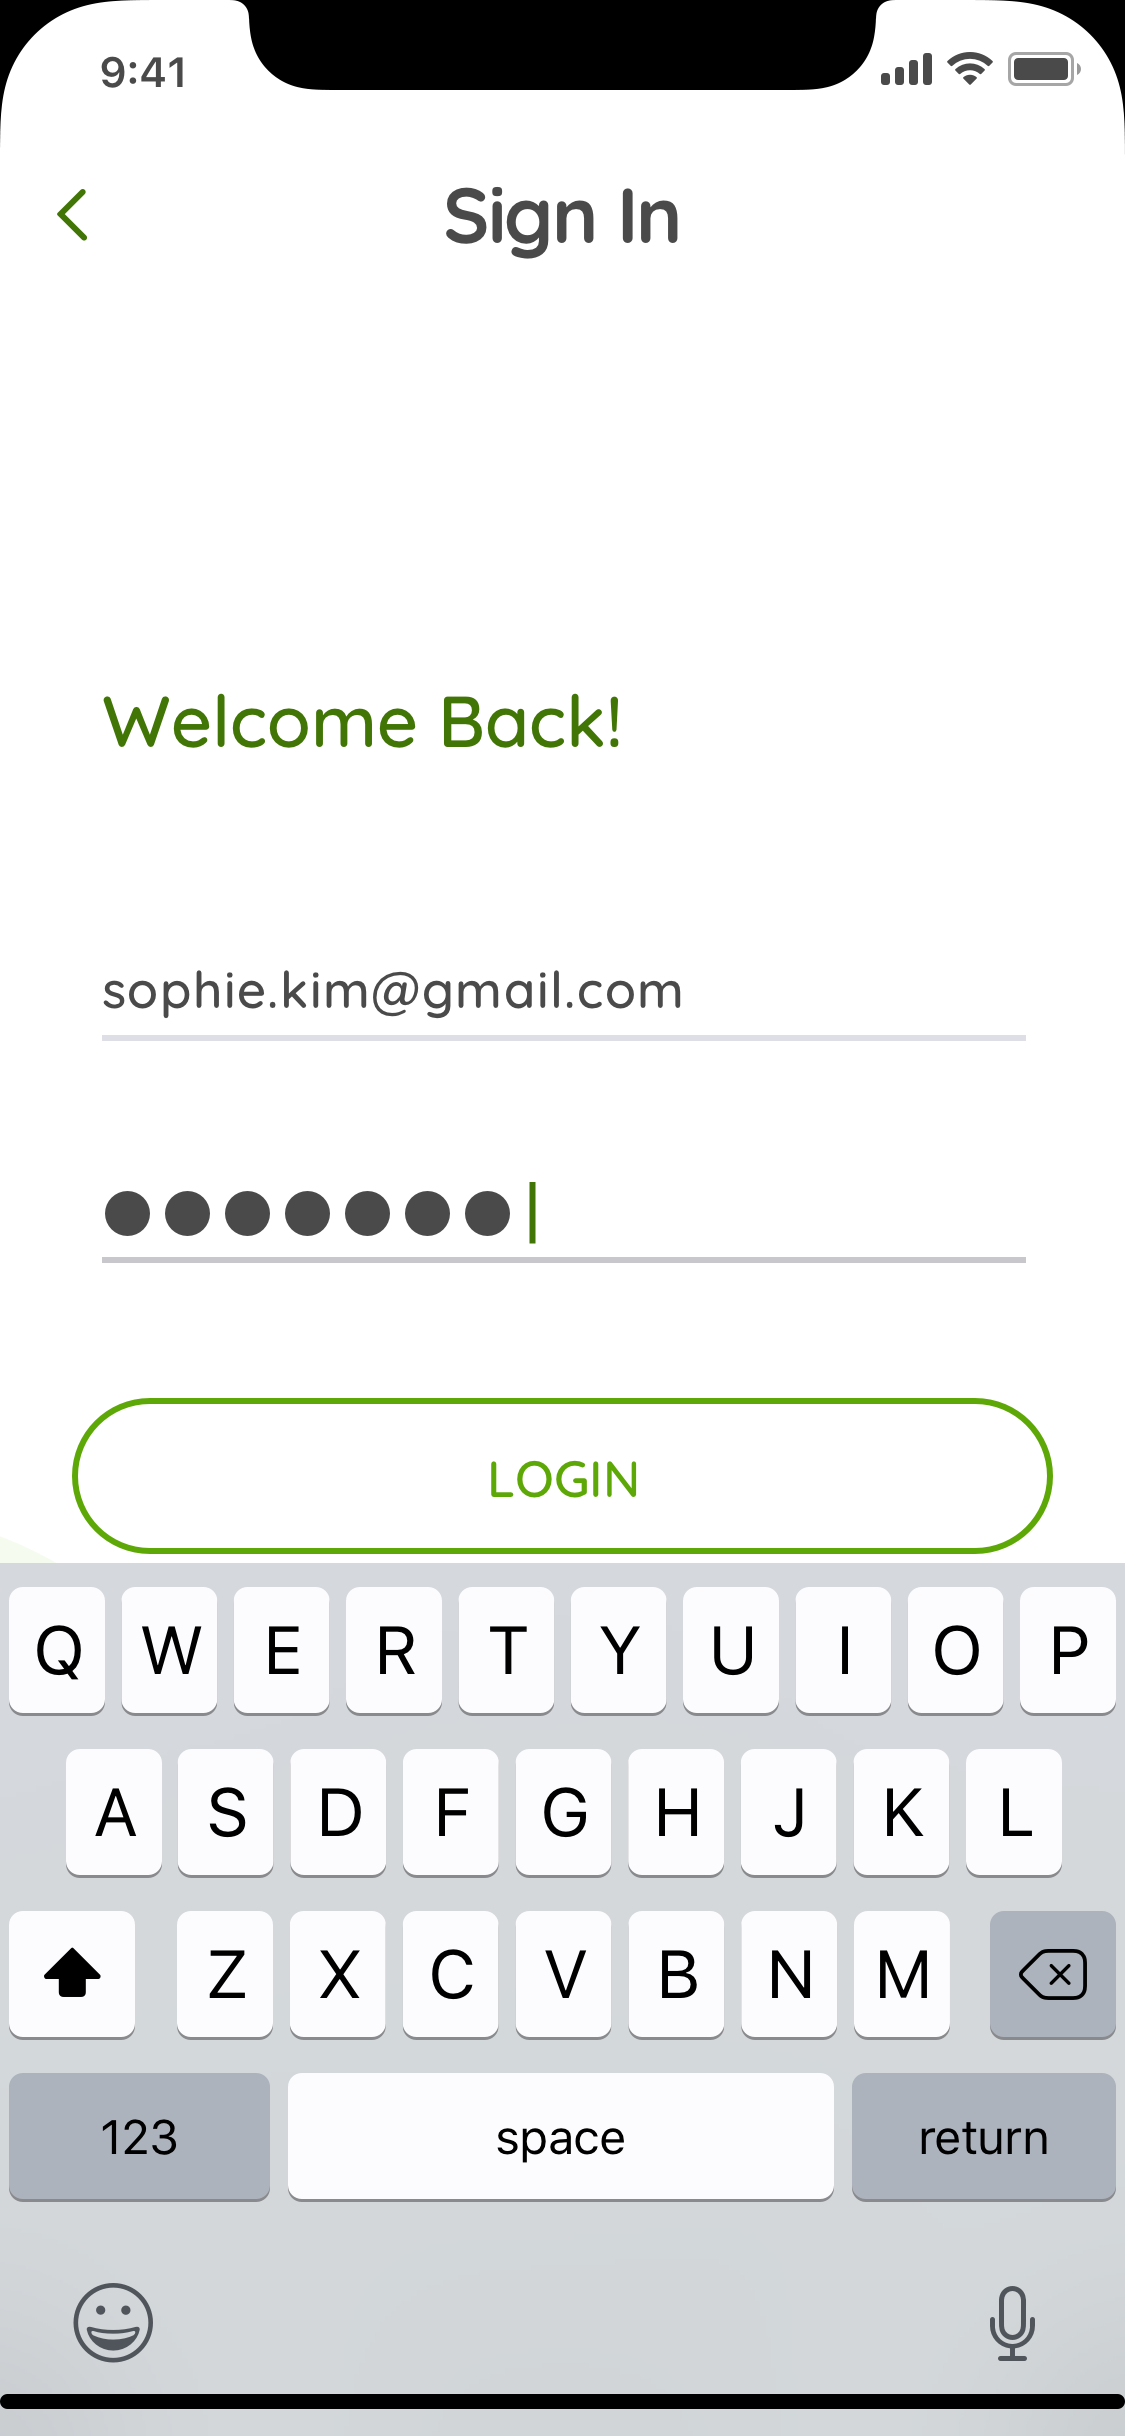 9:41
Sign In
Welcome Back!
sophie.kim@gmail.com
LOGIN
Q W E R T Y U I O P
A S D F G H J K L
Z X C V B N M
123 space return